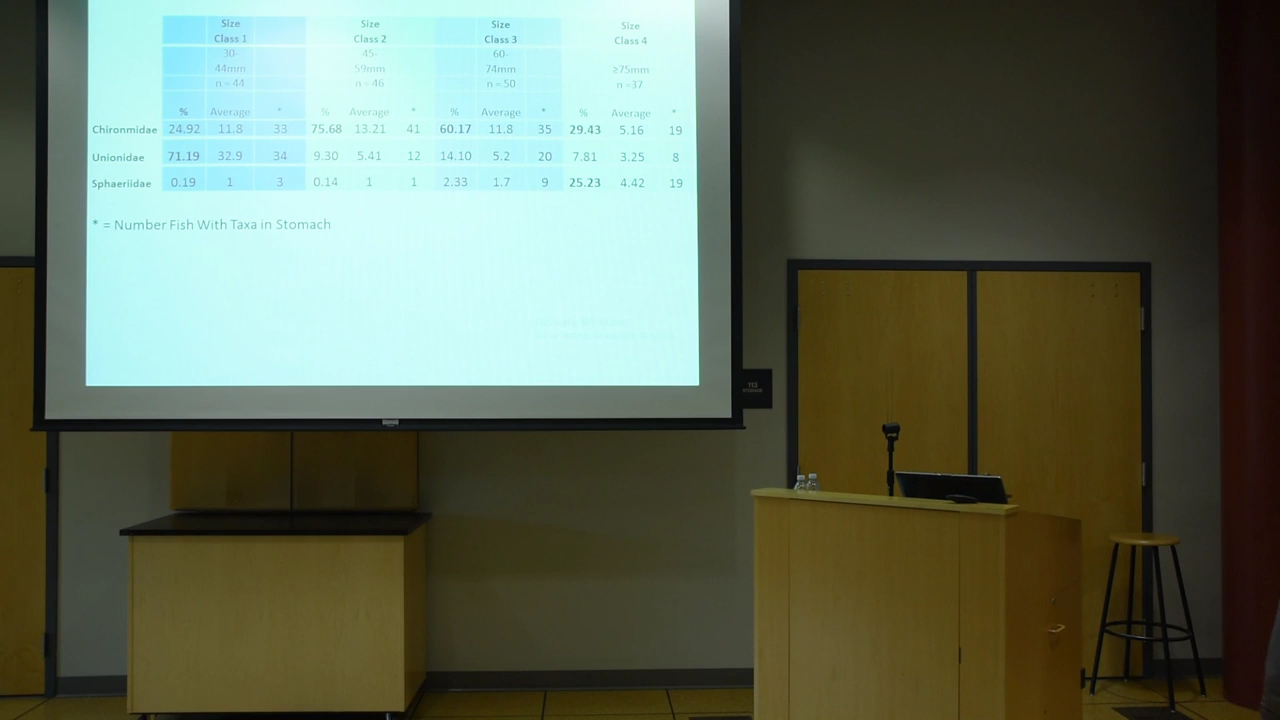 Size Size Size Size
Class 1 Class 2 Class 3 Class 4
30- 45- 60-
44mm 59mm 74mm ≥75mm
n = 44 n = 46 n = 50 n =37
% Average * % Average * % Average * % Average *
Chironmidae 24.92 11.8 33 75.68 13.21 41 60.17 11.8 35 29.43 5.16 19
Unionidae 71.19 32.9 34 9.30 5.41 12 14.10 5.2 20 7.81 3.25 8
Sphaeriidae 0.19 1 3 0.14 1 1 2.33 1.7 9 25.23 4.42 19
* = Number Fish With Taxa in Stomach
113
STORAGE